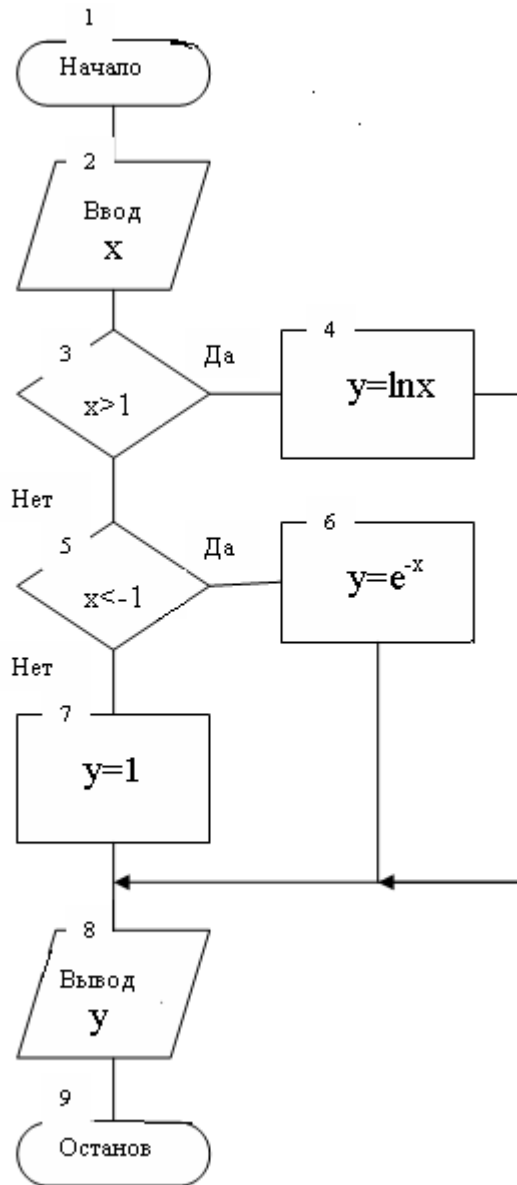 1
Начало
2
Ввод
x
3
Да
4
x>1
y=lnx
Нет
5
Да
6
x<-1
y=e^-x
Нет
7
y=1
8
Вывод
y
9
Останов